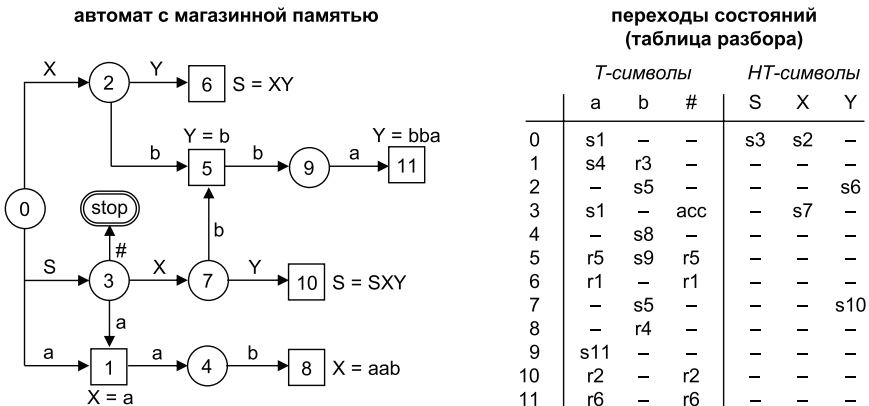 автомат с магазинной памятью
X
2
Y
6
S = XY
Y = b
Y = bba
b
5
b
9
a
11
0
stop
#
b
S
3
X
7
Y
10
S = SXY
a
a
1
a
4
b
8
X = aab
X = a
переходы состояний
(таблица разбора)
Т-символы НТ-символы
a b # S X Y
0 s1 – – s3 s2 –
1 s4 r3 – – – –
2 – s5 – – – s6
3 s1 – acc – s7 –
4 – s8 – – – –
5 r5 s9 r5 – – –
6 r1 – r1 – – –
7 – s5 – – – s10
8 – r4 – – – –
9 s11 – – – – –
10 r2 – r2 – – –
11 r6 – r6 – – –